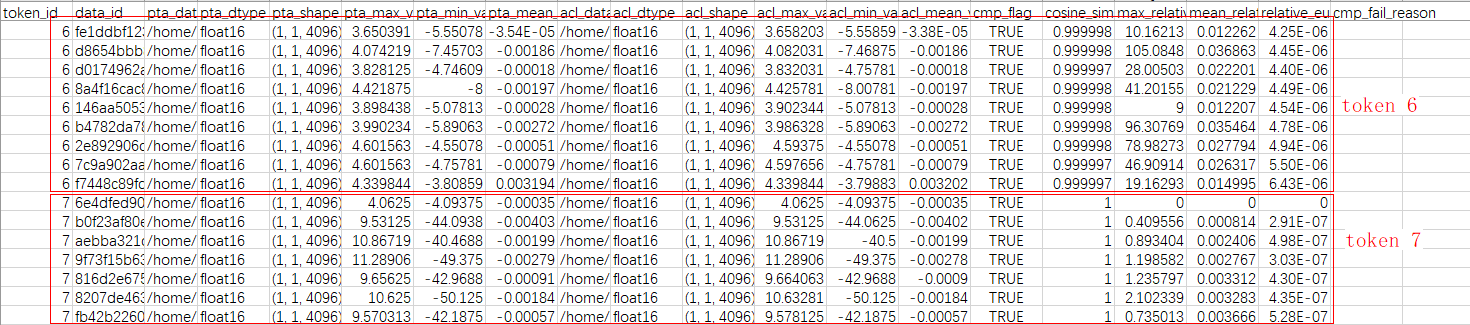 token_id data_id pta_dat pta_dtype pta_shape pta_max_v pta_min_va pta_mean_ acl_data acl_dtype acl_shape acl_max_va acl_min_va acl_mean_ cmp_flag cosine_sim max_relativ mean_relat relative_eu cmp_fail_reason
6 fe1ddbf12 /home/ float16 (1, 1, 4096) 3.650391 -5.55078 -3.54E-05 /home/ float16 (1, 1, 4096) 3.658203 -5.55859 -3.38E-05 TRUE 0.999998 10.16213 0.012262 4.25E-06
6 d8654bbb /home/ float16 (1, 1, 4096) 4.074219 -7.45703 -0.00186 /home/ float16 (1, 1, 4096) 4.082031 -7.46875 -0.00186 TRUE 0.999998 105.0848 0.036863 4.45E-06
6 d0174962a /home/ float16 (1, 1, 4096) 3.828125 -4.74609 -0.00018 /home/ float16 (1, 1, 4096) 3.832031 -4.75781 -0.00018 TRUE 0.999997 28.00503 0.022201 4.40E-06
6 8a4f16cac8 /home/ float16 (1, 1, 4096) 4.421875 -8 -0.00197 /home/ float16 (1, 1, 4096) 4.425781 -8.00781 -0.00197 TRUE 0.999998 41.20155 0.021229 4.49E-06
6 146aa5053 /home/ float16 (1, 1, 4096) 3.898438 -5.07813 -0.00028 /home/ float16 (1, 1, 4096) 3.902344 -5.07813 -0.00028 TRUE 0.999998 9 0.012207 4.54E-06 token 6
6 b4782da78 /home/ float16 (1, 1, 4096) 3.990234 -5.89063 -0.00272 /home/ float16 (1, 1, 4096) 3.986328 -5.89063 -0.00272 TRUE 0.999998 96.30769 0.035464 4.78E-06
6 2e892906d /home/ float16 (1, 1, 4096) 4.601563 -4.55078 -0.00051 /home/ float16 (1, 1, 4096) 4.59375 -4.55078 -0.00051 TRUE 0.999998 78.98273 0.027794 4.94E-06
6 7c9a902aa /home/ float16 (1, 1, 4096) 4.601563 -4.75781 -0.00079 /home/ float16 (1, 1, 4096) 4.597656 -4.75781 -0.00079 TRUE 0.999997 46.90914 0.026317 5.50E-06
6 f7448c89fd /home/ float16 (1, 1, 4096) 4.339844 -3.80859 0.003194 /home/ float16 (1, 1, 4096) 4.339844 -3.79883 0.003202 TRUE 0.999997 19.16293 0.014995 6.43E-06
7 6e4dfed90 /home/ float16 (1, 1, 4096) 4.0625 -4.09375 -0.00035 /home/ float16 (1, 1, 4096) 4.0625 -4.09375 -0.00035 TRUE 1 0 0 0
7 b0f23af80e /home/ float16 (1, 1, 4096) 9.53125 -44.0938 -0.00403 /home/ float16 (1, 1, 4096) 9.53125 -44.0625 -0.00402 TRUE 1 0.409556 0.000814 2.91E-07
7 aebba321d /home/ float16 (1, 1, 4096) 10.86719 -40.4688 -0.00199 /home/ float16 (1, 1, 4096) 10.86719 -40.5 -0.00199 TRUE 1 0.893404 0.002406 4.98E-07 token 7
7 9f73f15b63 /home/ float16 (1, 1, 4096) 11.28906 -49.375 -0.00279 /home/ float16 (1, 1, 4096) 11.28906 -49.375 -0.00278 TRUE 1 1.198582 0.002767 3.03E-07
7 816d2e675 /home/ float16 (1, 1, 4096) 9.65625 -42.9688 -0.00091 /home/ float16 (1, 1, 4096) 9.664063 -42.9688 -0.0009 TRUE 1 1.235797 0.003312 4.30E-07
7 8207de463 /home/ float16 (1, 1, 4096) 10.625 -50.125 -0.00184 /home/ float16 (1, 1, 4096) 10.63281 -50.125 -0.00184 TRUE 1 2.102339 0.003283 4.35E-07
7 fb42b2260 /home/ float16 (1, 1, 4096) 9.570313 -42.1875 -0.00057 /home/ float16 (1, 1, 4096) 9.578125 -42.1875 -0.00057 TRUE 1 0.735013 0.003666 5.28E-07